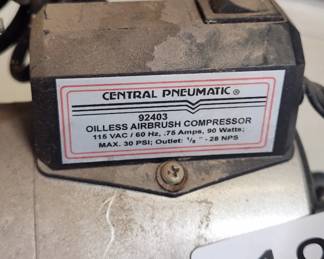 CENTRAL PNEUMATIC®
92403
OILLESS AIRBRUSH COMPRESSOR
115 VAC / 60 Hz, .75 Amps, 90 Watts;
MAX. 30 PSI; Outlet: 1/8 " - 28 NPS